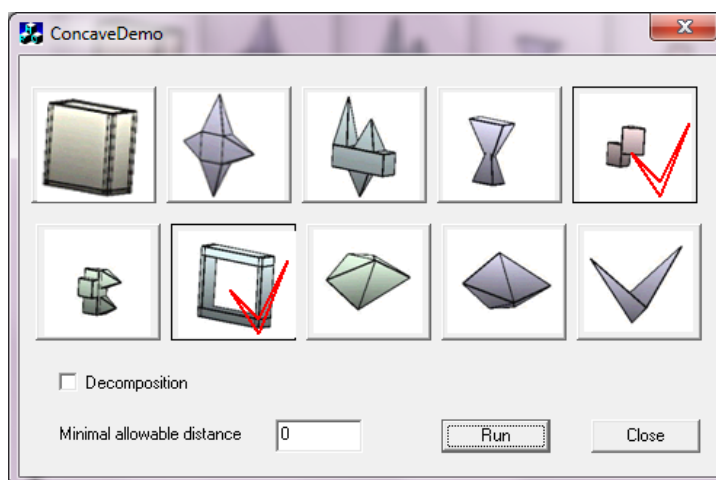 ConcaveDemo
Decomposition
Minimal allowable distance 0 Run Close